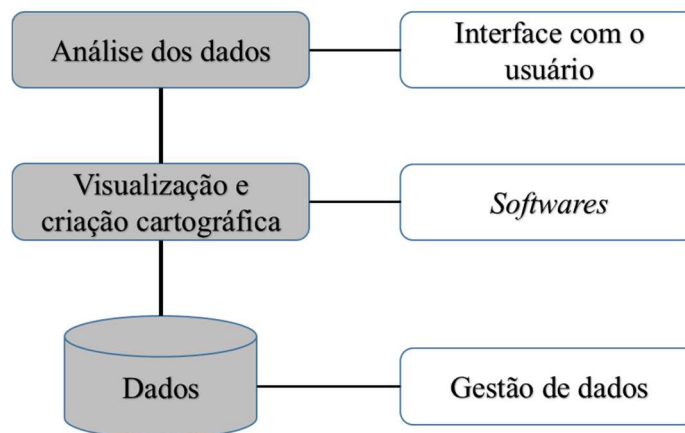 Análise dos dados
Interface com o
usuário
Visualização e
criação cartográfica
Softwares
Dados
Gestão de dados